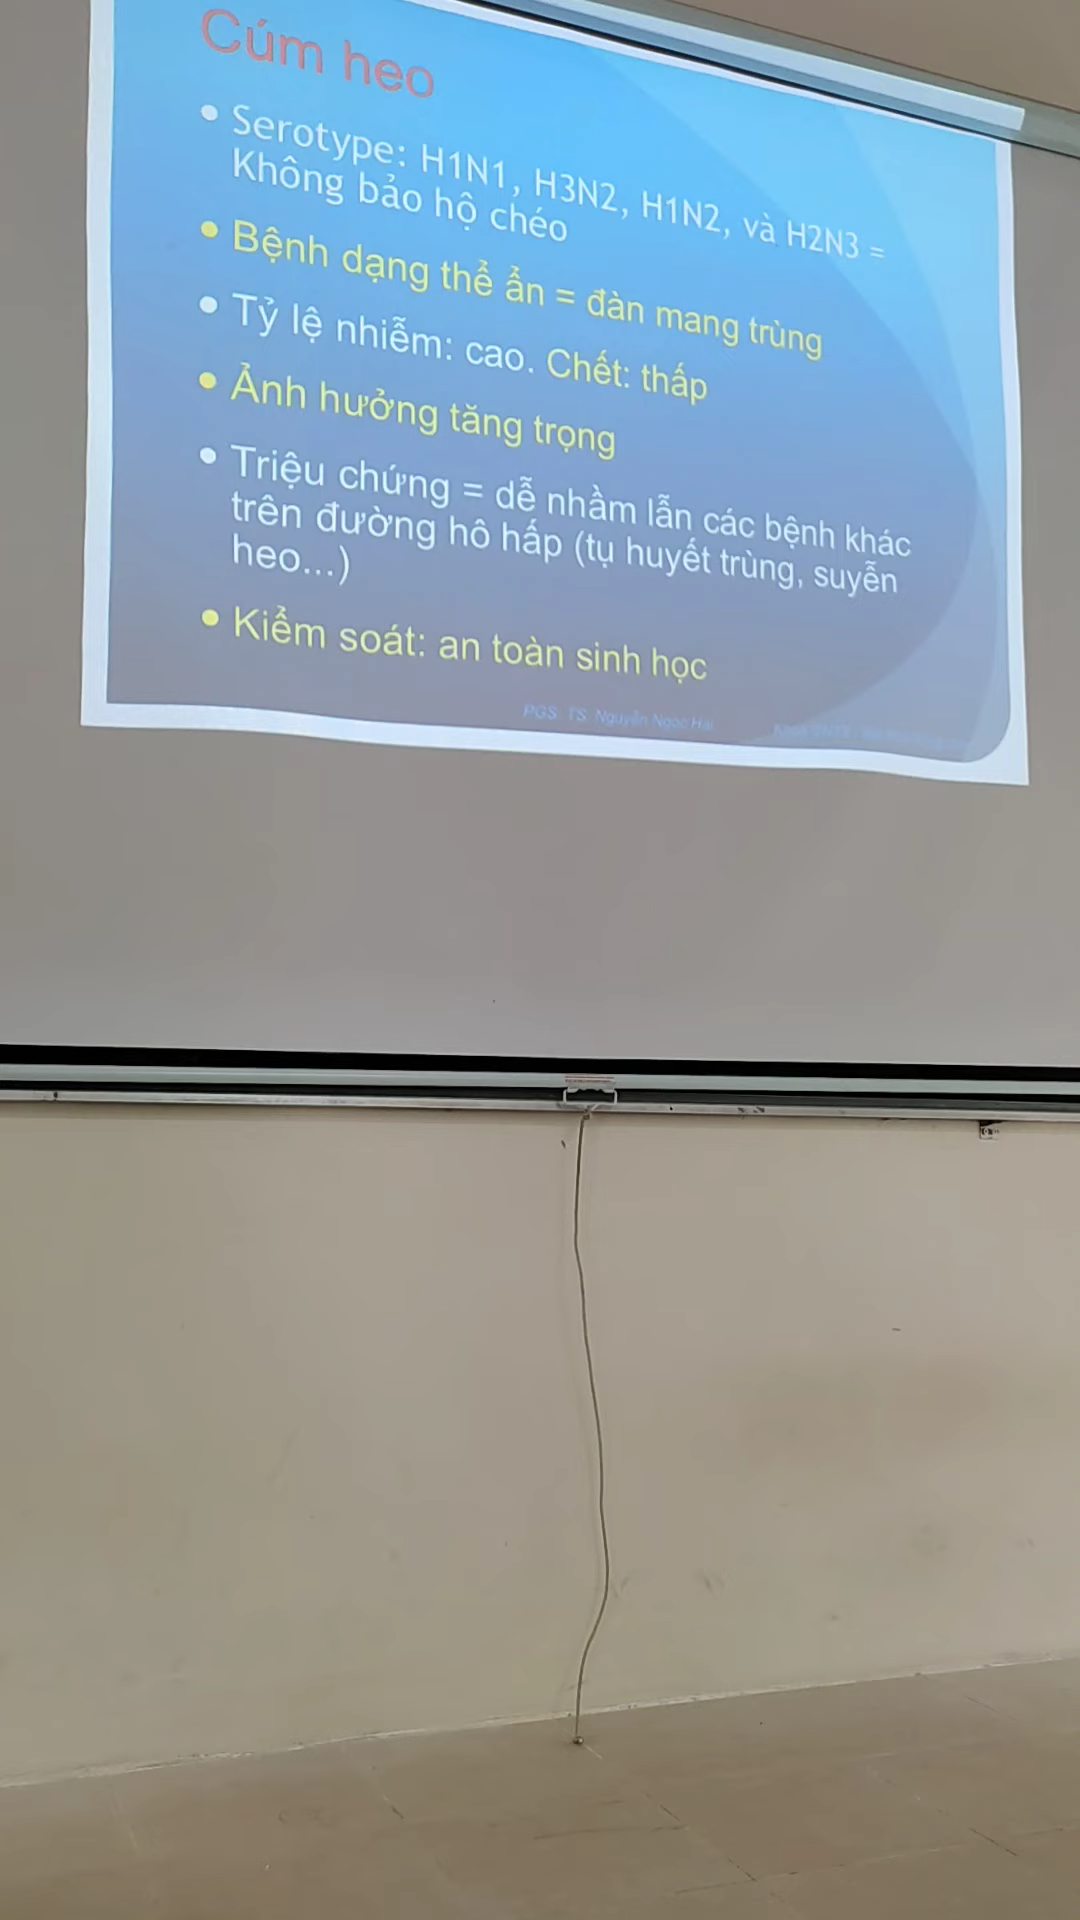 Cúm heo
• Serotype: H1N1, H3N2, H1N2, và H2N3 =
Không bảo hộ chéo
• Bệnh dạng thể ẩn = đàn mang trùng
• Tỷ lệ nhiễm: cao. Chết: thấp
• Ảnh hưởng tăng trọng
• Triệu chứng = dễ nhầm lẫn các bệnh khác
trên đường hô hấp (tụ huyết trùng, suyễn
heo...)
• Kiểm soát: an toàn sinh học
PGS. TS. Nguyễn Ngọc Hải